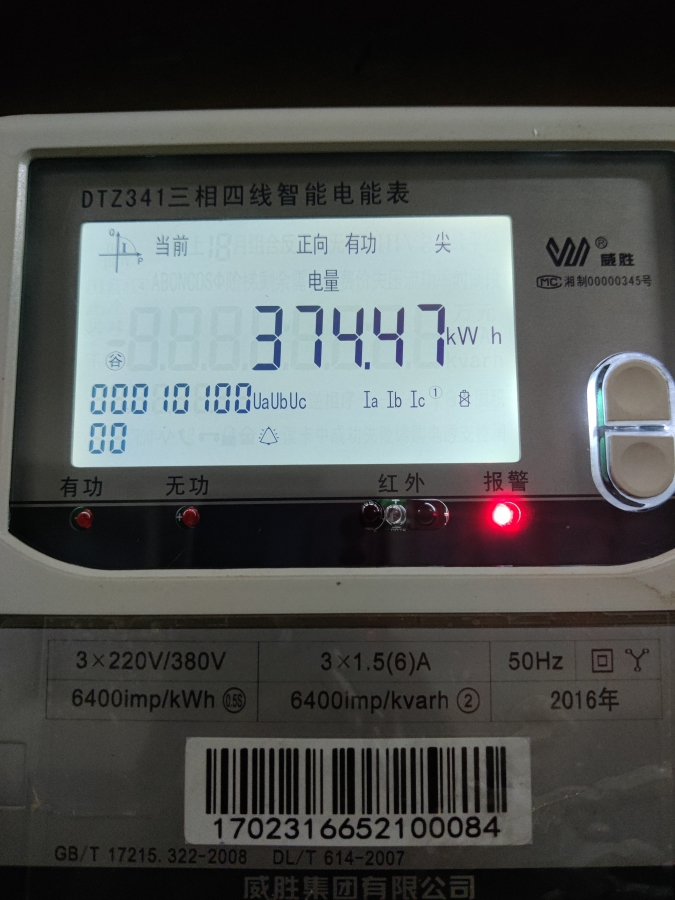 DTZ341三相四线智能电能表
当前 正向 有功 尖
电量
374.47 kWh
谷
00010100 UaUbUc Ia Ib Ic ①
00
威胜®
MC 湘制00000345号
有功 无功 红外 报警
3×220V/380V 3×1.5(6)A 50Hz
6400imp/kWh 0.5S 6400imp/kvarh ② 2016年
1702316652100084
GB/T 17215.322-2008 DL/T 614-2007
威胜集团有限公司